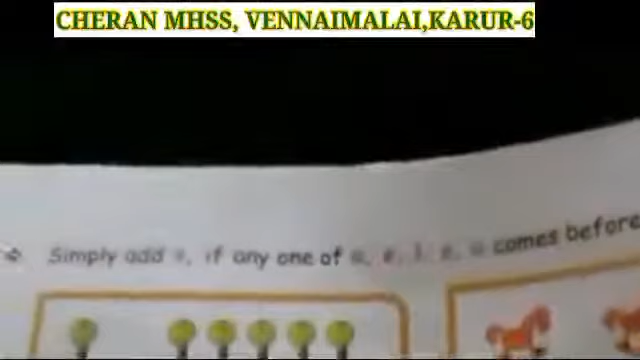 CHERAN MHSS, VENNAIMALAI,KARUR-6
Simply add s, if any one of a, e, i, o, u comes before